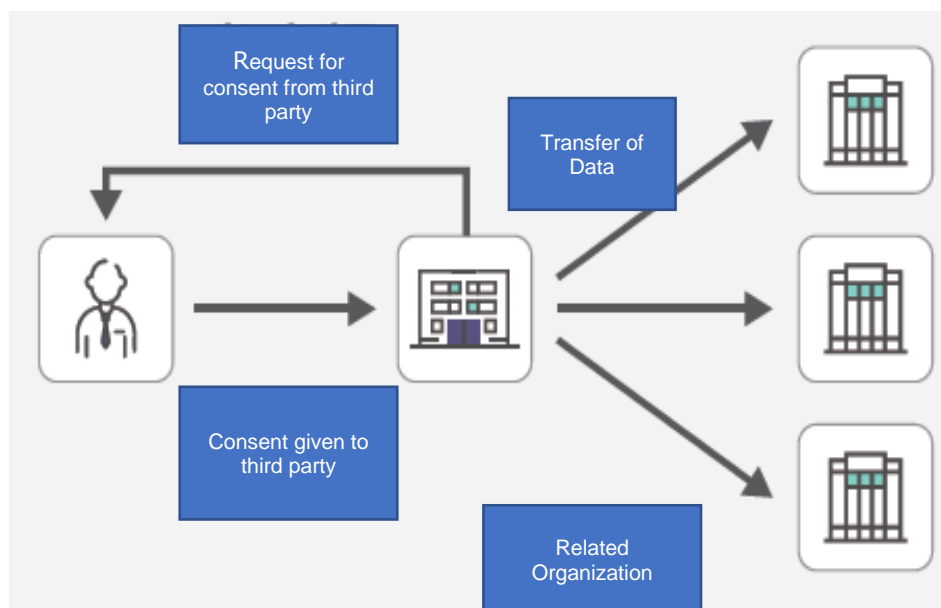 Request for
consent from third
party
Transfer of
Data
Consent given to
third party
Related
Organization